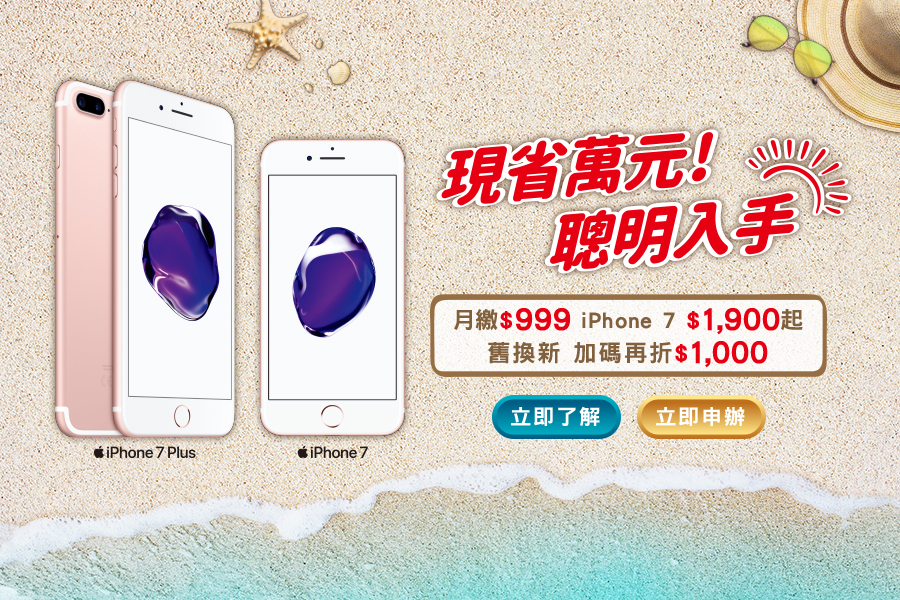 現省萬元!
聰明入手
月繳$999 iPhone 7 $1,900起
舊換新 加碼再折$1,000
立即了解
立即申辦
iPhone 7 Plus
iPhone 7